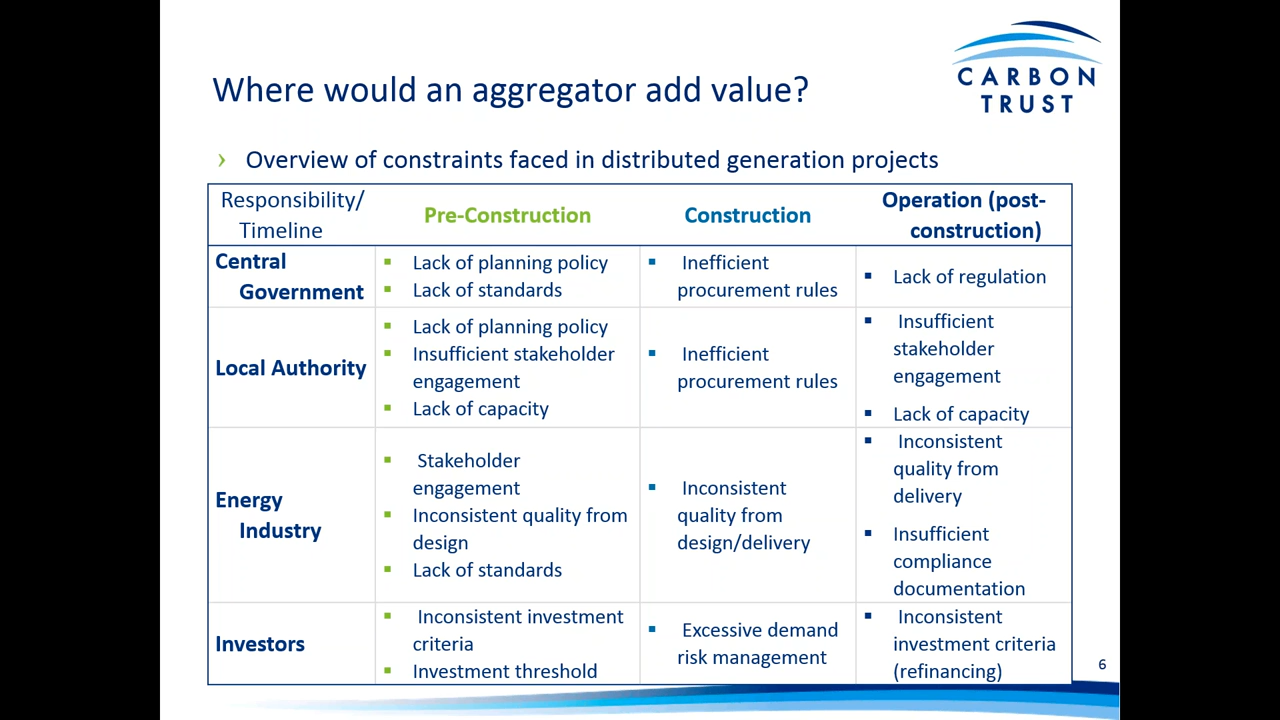 CARBON
TRUST
Where would an aggregator add value?
› Overview of constraints faced in distributed generation projects
Responsibility/
Timeline
Pre-Construction
Construction
Operation (post-
construction)
Central
Government
▪ Lack of planning policy
▪ Lack of standards
▪ Inefficient
procurement rules
▪ Lack of regulation
Local Authority
▪ Lack of planning policy
▪ Insufficient stakeholder
engagement
▪ Lack of capacity
▪ Inefficient
procurement rules
▪ Insufficient
stakeholder
engagement
▪ Lack of capacity
Energy
Industry
▪ Stakeholder
engagement
▪ Inconsistent quality from
design
▪ Lack of standards
▪ Inconsistent
quality from
design/delivery
▪ Inconsistent
quality from
delivery
▪ Insufficient
compliance
documentation
Investors
▪ Inconsistent investment
criteria
▪ Investment threshold
▪ Excessive demand
risk management
▪ Inconsistent
investment criteria
(refinancing)
6